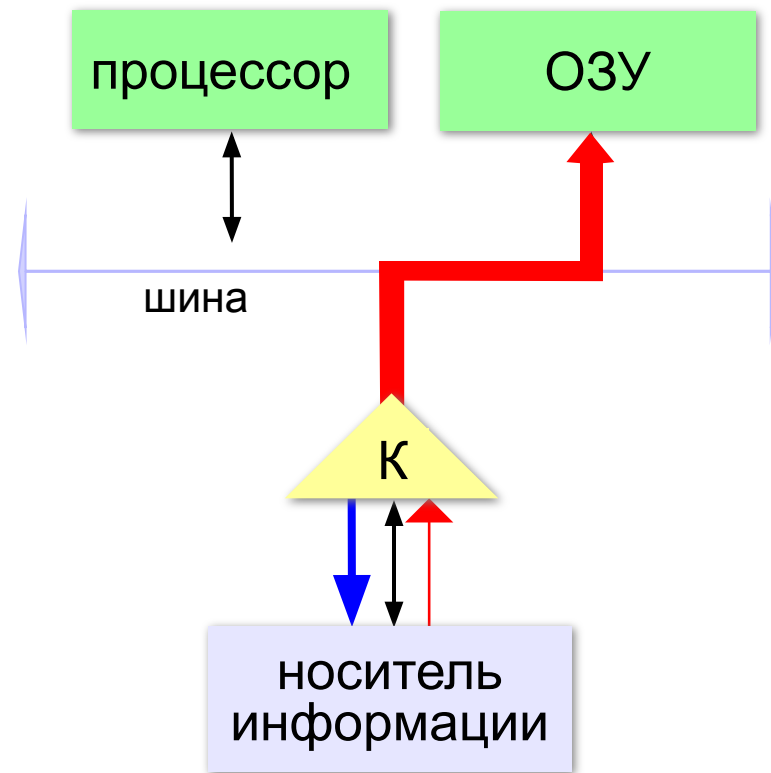 процессор
ОЗУ
шина
К
носитель
информации